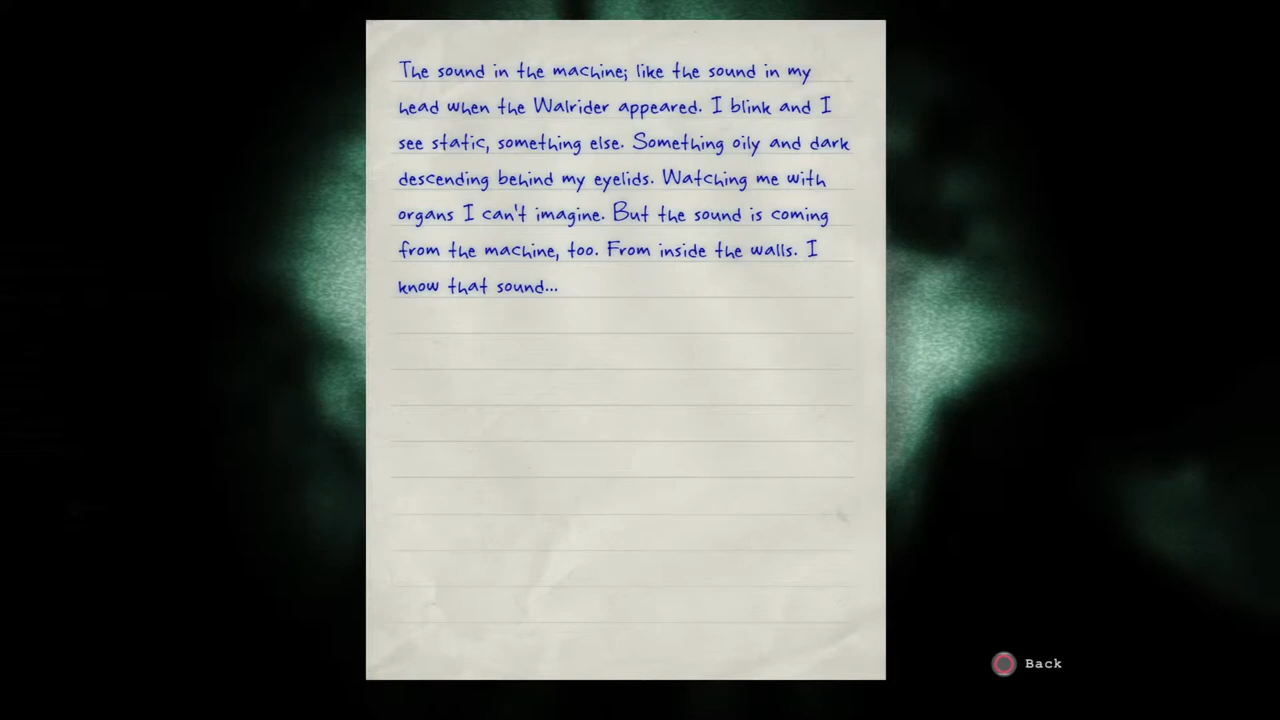 The sound in the machine; like the sound in my
head when the Walrider appeared. I blink and I
see static, something else. Something oily and dark
descending behind my eyelids. Watching me with
organs I can't imagine. But the sound is coming
from the machine, too. From inside the walls. I
know that sound...
Back